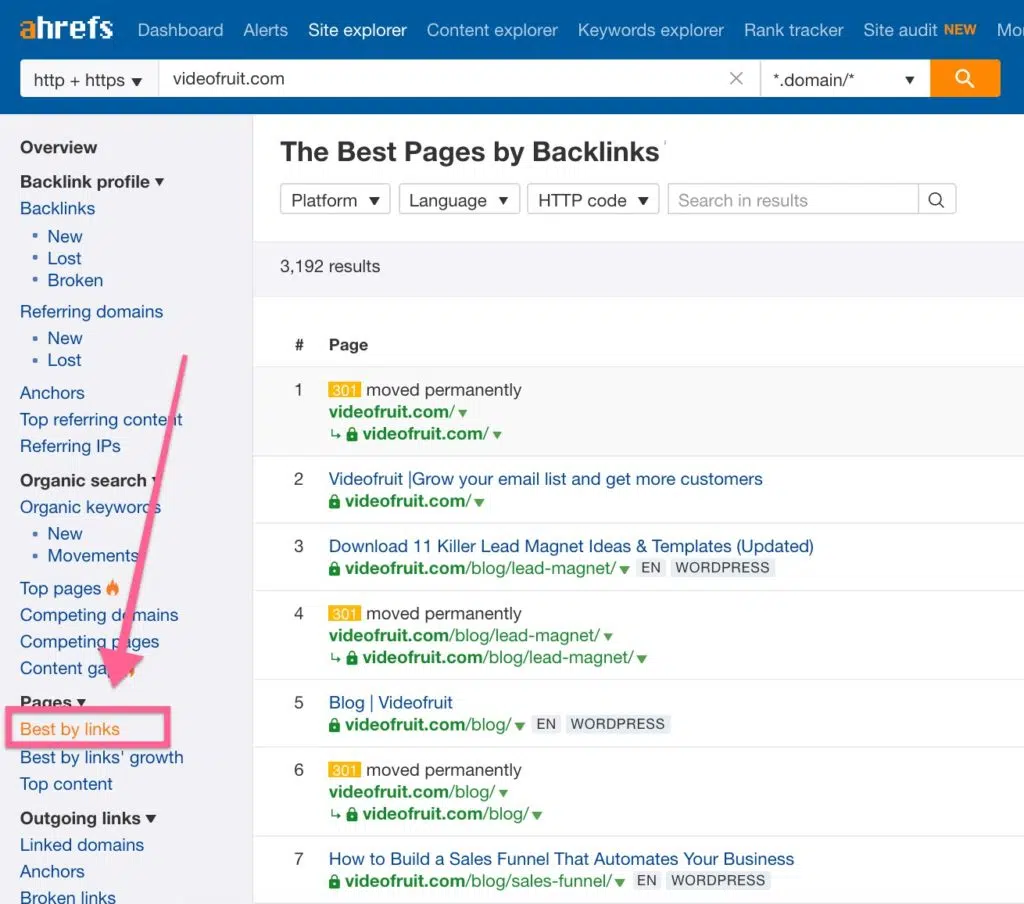 ahrefs Dashboard Alerts Site explorer Content explorer Keywords explorer Rank tracker Site audit NEW
http + https ▼ videofruit.com × *.domain/* ▼
Overview
Backlink profile ▼
Backlinks
• New
• Lost
• Broken
Referring domains
• New
• Lost
Anchors
Top referring content
Referring IPs
Organic search
Organic keywords
• New
• Movements
Top pages
Competing domains
Competing pages
Content gap
Pages ▼
Best by links
Best by links' growth
Top content
Outgoing links ▼
Linked domains
Anchors
Broken links
The Best Pages by Backlinks
Platform ▼ Language ▼ HTTP code ▼ Search in results
3,192 results
# Page
1 301 moved permanently
videofruit.com/ ▼
↳ videofruit.com/ ▼
2 Videofruit |Grow your email list and get more customers
videofruit.com/ ▼
3 Download 11 Killer Lead Magnet Ideas & Templates (Updated)
videofruit.com/blog/lead-magnet/ ▼ EN WORDPRESS
4 301 moved permanently
videofruit.com/blog/lead-magnet/ ▼
↳ videofruit.com/blog/lead-magnet/ ▼
5 Blog | Videofruit
videofruit.com/blog/ ▼ EN WORDPRESS
6 301 moved permanently
videofruit.com/blog/ ▼
↳ videofruit.com/blog/ ▼
7 How to Build a Sales Funnel That Automates Your Business
videofruit.com/blog/sales-funnel/ ▼ EN WORDPRESS